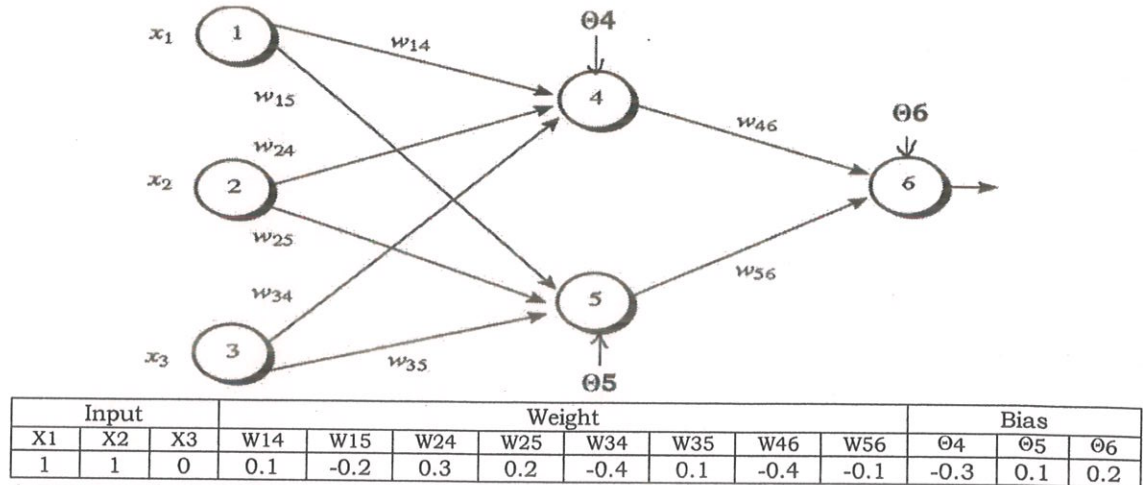 x1 1 w14 Θ4
w15 4
w24 w46 Θ6
x2 2 6
w25
w34 5 w56
x3 3 w35
Θ5
Input Weight Bias
X1 X2 X3 W14 W15 W24 W25 W34 W35 W46 W56 Θ4 Θ5 Θ6
1 1 0 0.1 -0.2 0.3 0.2 -0.4 0.1 -0.4 -0.1 -0.3 0.1 0.2